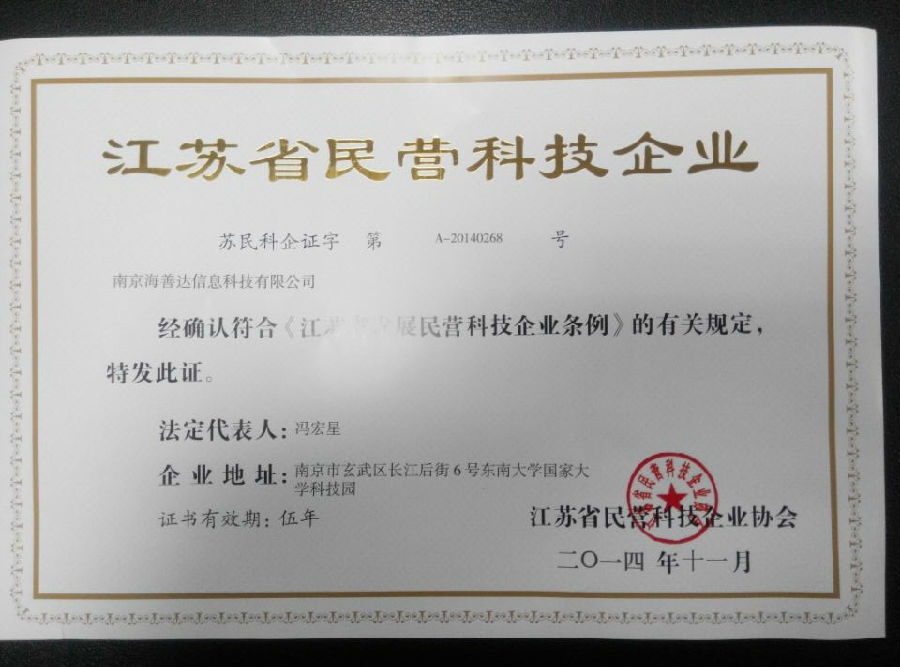 江苏省民营科技企业
苏民科企证字 第 A-20140268 号
南京海善达信息科技有限公司
经确认符合《江苏省发展民营科技企业条例》的有关规定，
特发此证。
法定代表人：冯宏星
企业地址：南京市玄武区长江后街6号东南大学国家大
学科技园
证书有效期：伍年
江苏省民营科技企业协会
二〇一四 年十一月